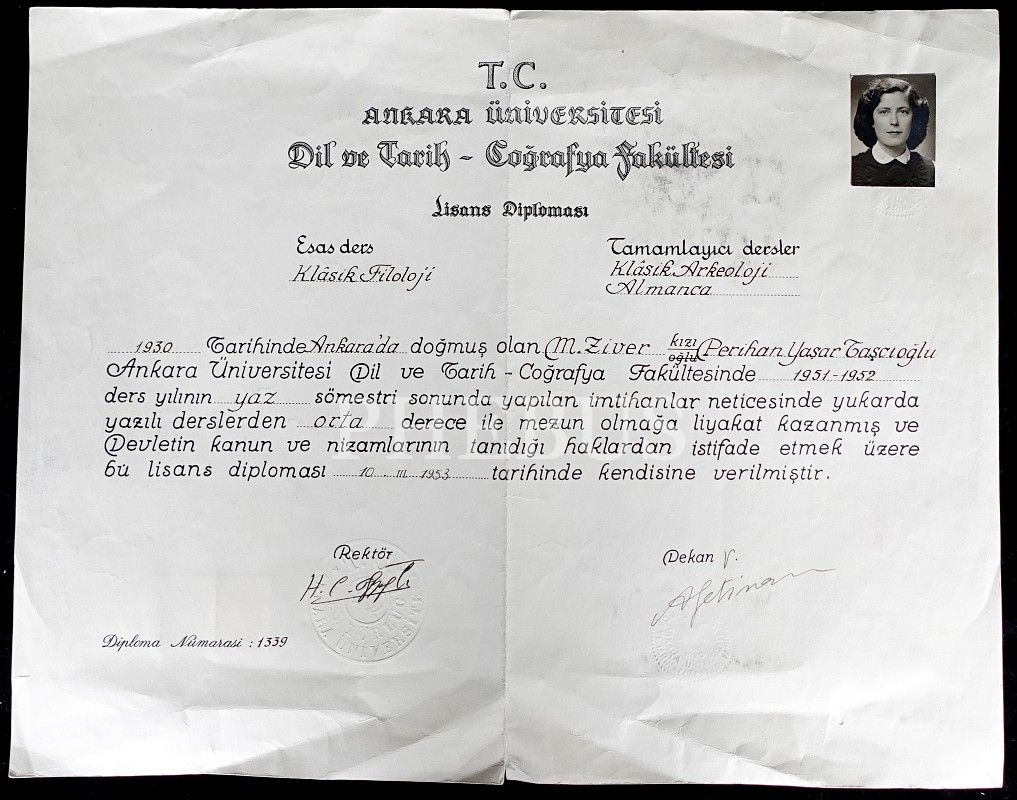 T.C.
ANKARA ÜNİVERSİTESİ
Dil ve Tarih - Coğrafya Fakültesi
Lisans Diploması
Esas ders
Klâsik Filoloji
Tamamlayıcı dersler
Klâsik Arkeoloji
Almanca
1930 Tarihinde Ankara'da doğmuş olan M. Ziver kızı oğlu Perihan Yaşar Taşcıoğlu
Ankara Üniversitesi Dil ve Tarih - Coğrafya Fakültesinde 1951-1952
ders yılının yaz sömestri sonunda yapılan imtihanlar neticesinde yukarda
yazılı derslerden orta derece ile mezun olmağa liyakat kazanmış ve
Devletin kanun ve nizamlarının tanıdığı haklardan istifade etmek üzere
bu lisans diploması 10 . III . 1953 tarihinde kendisine verilmiştir.
Rektör
Dekan V.
Afetinan
Diploma Numarası : 1339